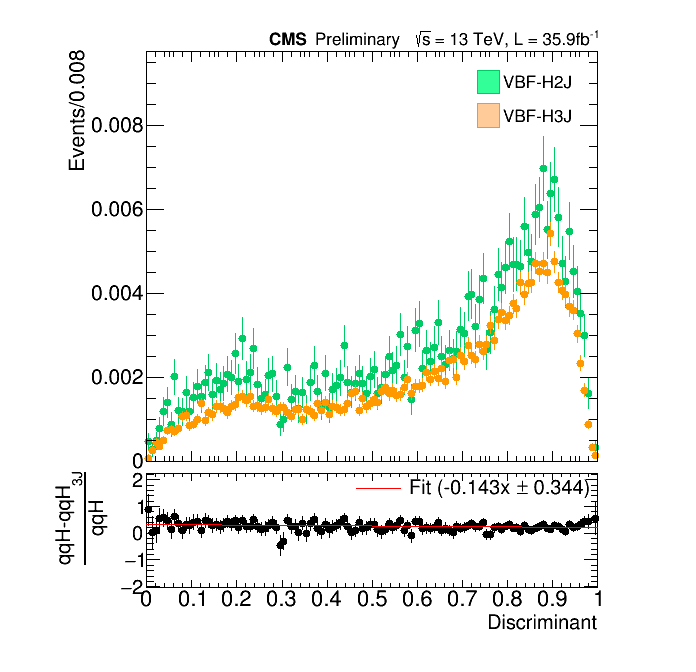 CMS Preliminary √s = 13 TeV, L = 35.9fb⁻¹
Events/0.008
VBF-H2J
VBF-H3J
0.008
0.006
0.004
0.002
0
qqH-qqH3J
qqH
Fit (-0.143x ± 0.344)
2
1
0
−1
−2
0 0.1 0.2 0.3 0.4 0.5 0.6 0.7 0.8 0.9 1
Discriminant